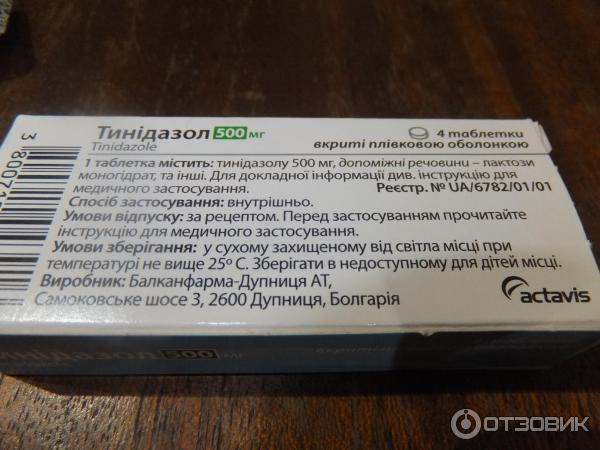 Тинідазол 500 мг
Tinidazole
4 таблетки
вкриті плівковою оболонкою
1 таблетка містить: тинідазолу 500 мг, допоміжні речовини – лактози
моногідрат, та інші. Для докладної інформації див. інструкцію для
медичного застосування. Реєстр. № UA/6782/01/01
Спосіб застосування: внутрішньо.
Умови відпуску: за рецептом. Перед застосуванням прочитайте
інструкцію для медичного застосування.
Умови зберігання: у сухому захищеному від світла місці при
температурі не вище 25º С. Зберігати в недоступному для дітей місці.
Виробник: Балканфарма-Дупниця АТ,
Самоковське шосе 3, 2600 Дупниця, Болгарія
actavis
3 80071
500 мг
ОТЗОВИК